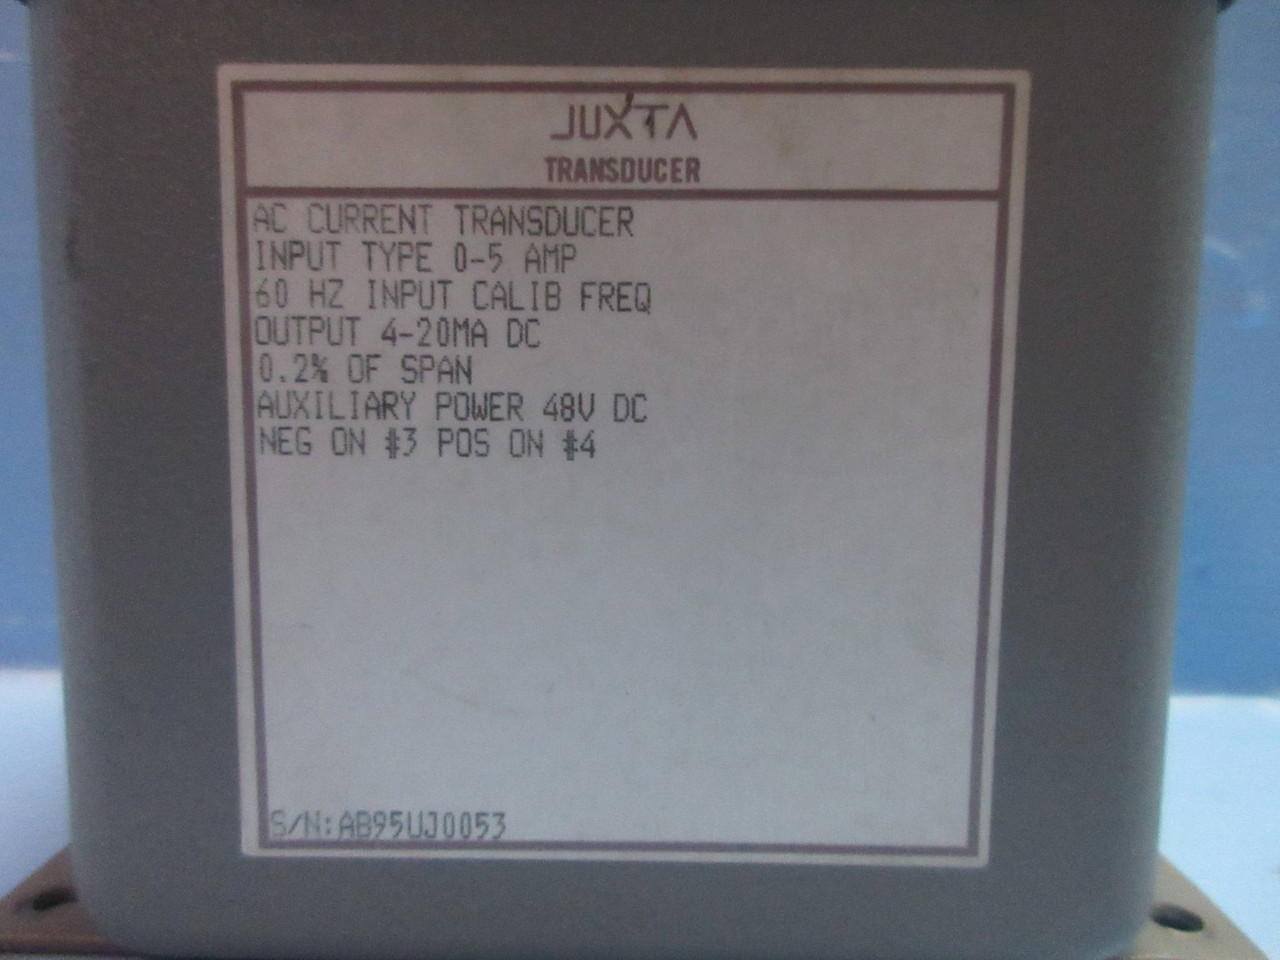 JUXTA
TRANSDUCER
AC CURRENT TRANSDUCER
INPUT TYPE 0-5 AMP
60 HZ INPUT CALIB FREQ
OUTPUT 4-20MA DC
0.2% OF SPAN
AUXILIARY POWER 48V DC
NEG ON #3 POS ON #4
S/N:AB95UJ0053